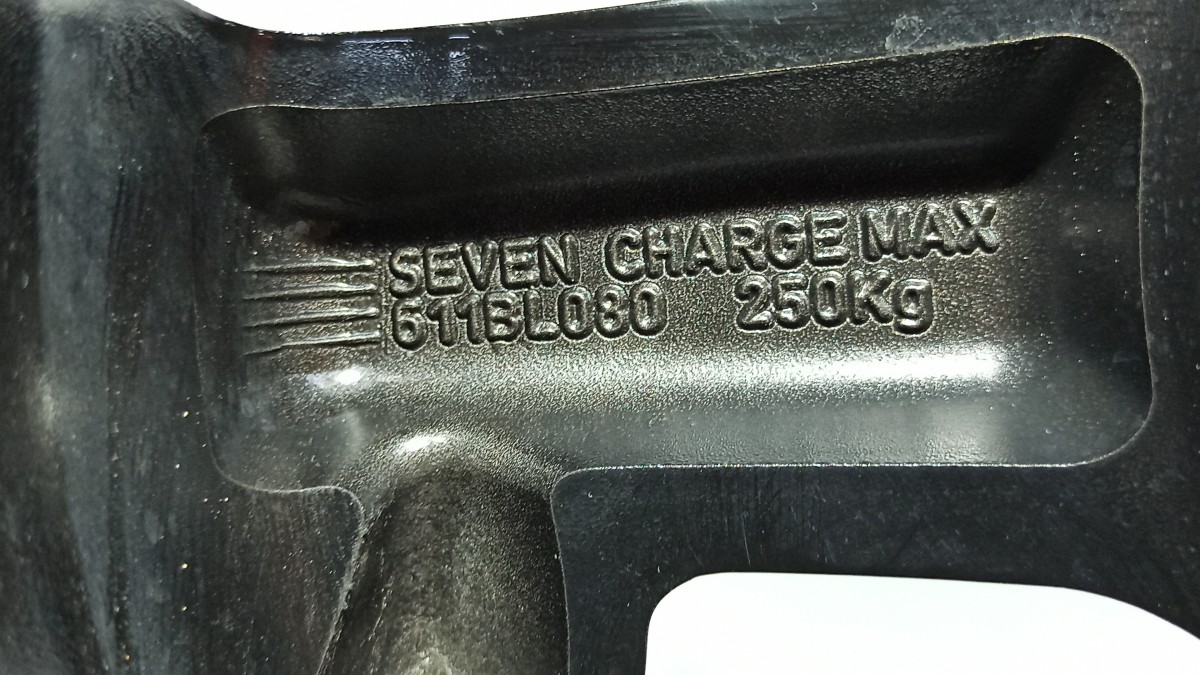 SEVEN CHARGE MAX
611BL080 250Kg